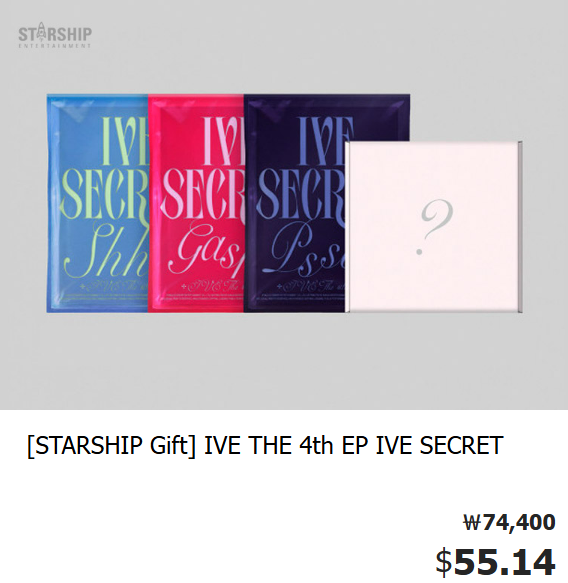 STARSHIP
ENTERTAINMENT
IVE
SECRET
Shh
IVE
SECRET
Gasp
IVE
SECRET
Psst
?
[STARSHIP Gift] IVE THE 4th EP IVE SECRET
₩74,400
$55.14